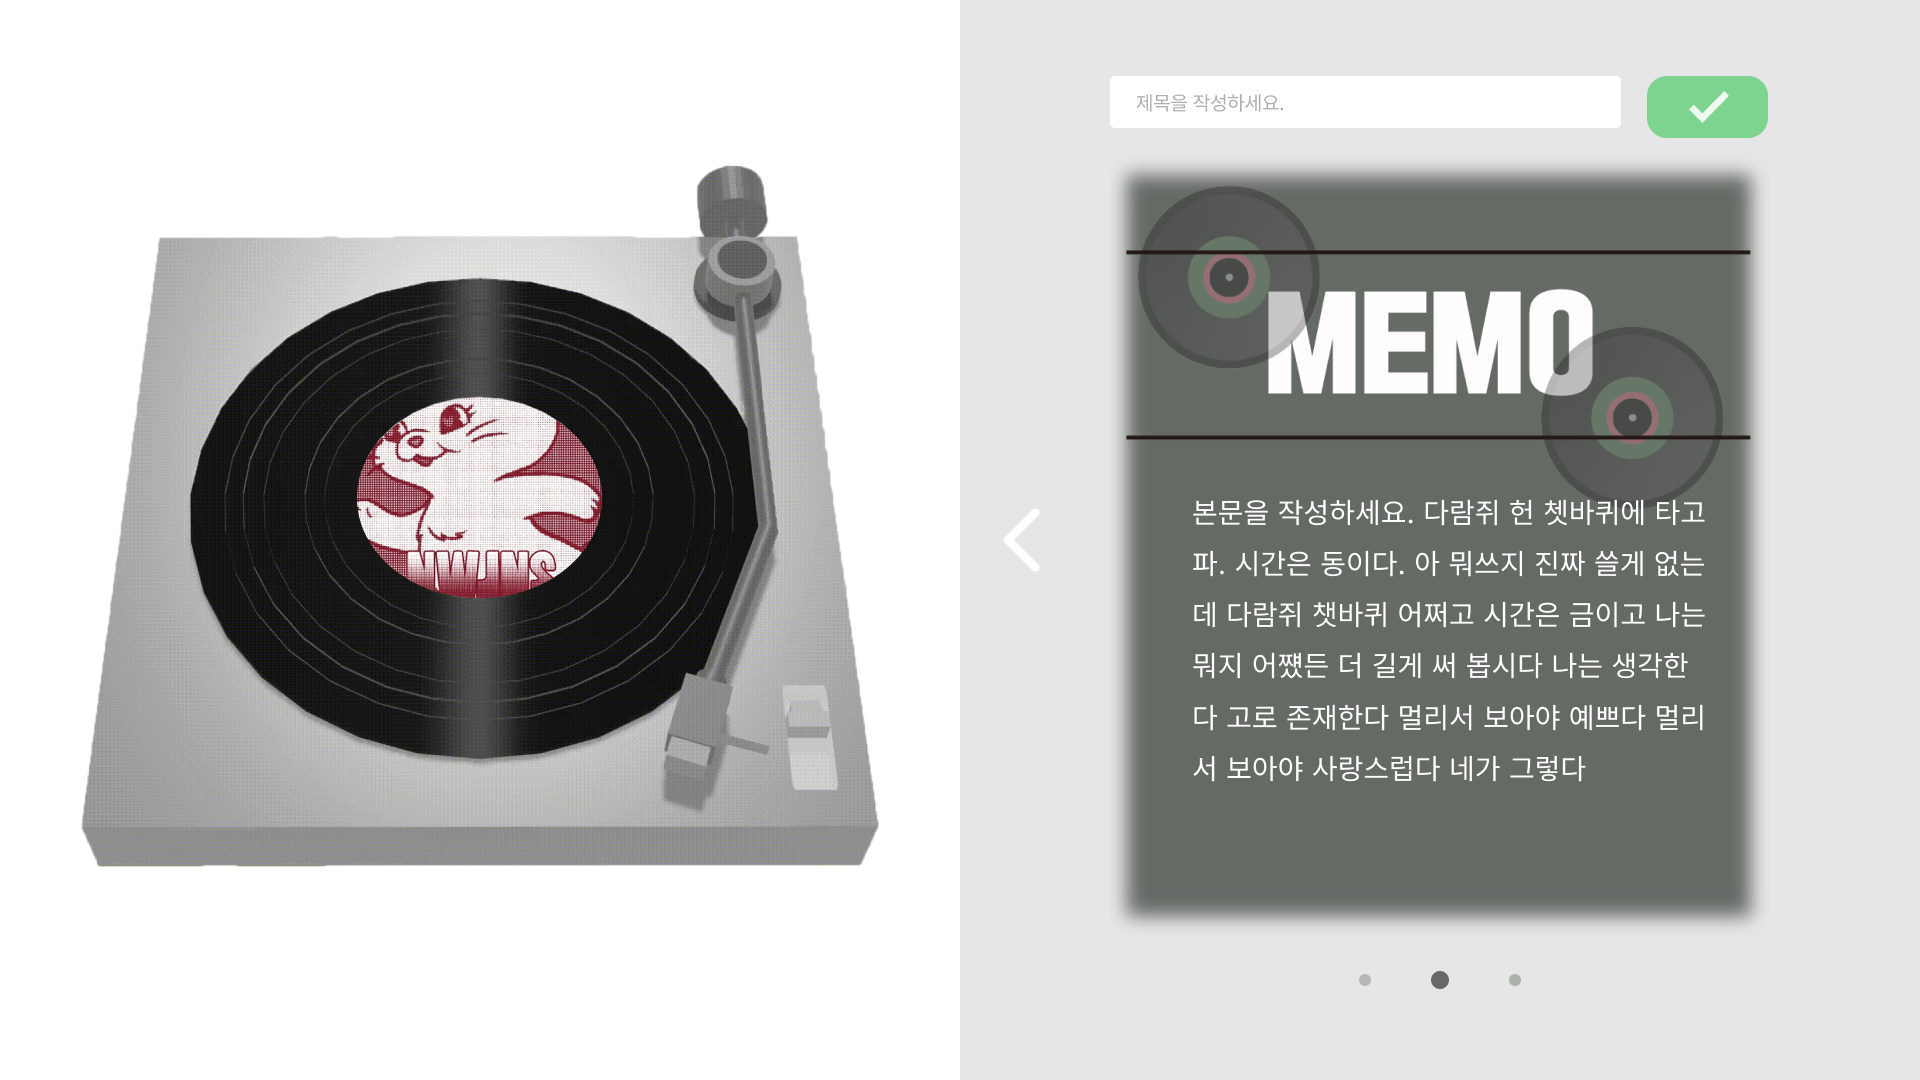 제목을 작성하세요.
MEMO
본문을 작성하세요. 다람쥐 헌 쳇바퀴에 타고
파. 시간은 동이다. 아 뭐쓰지 진짜 쓸게 없는
데 다람쥐 챗바퀴 어쩌고 시간은 금이고 나는
뭐지 어쨌든 더 길게 써 봅시다 나는 생각한
다 고로 존재한다 멀리서 보아야 예쁘다 멀리
서 보아야 사랑스럽다 네가 그렇다
NWJNS